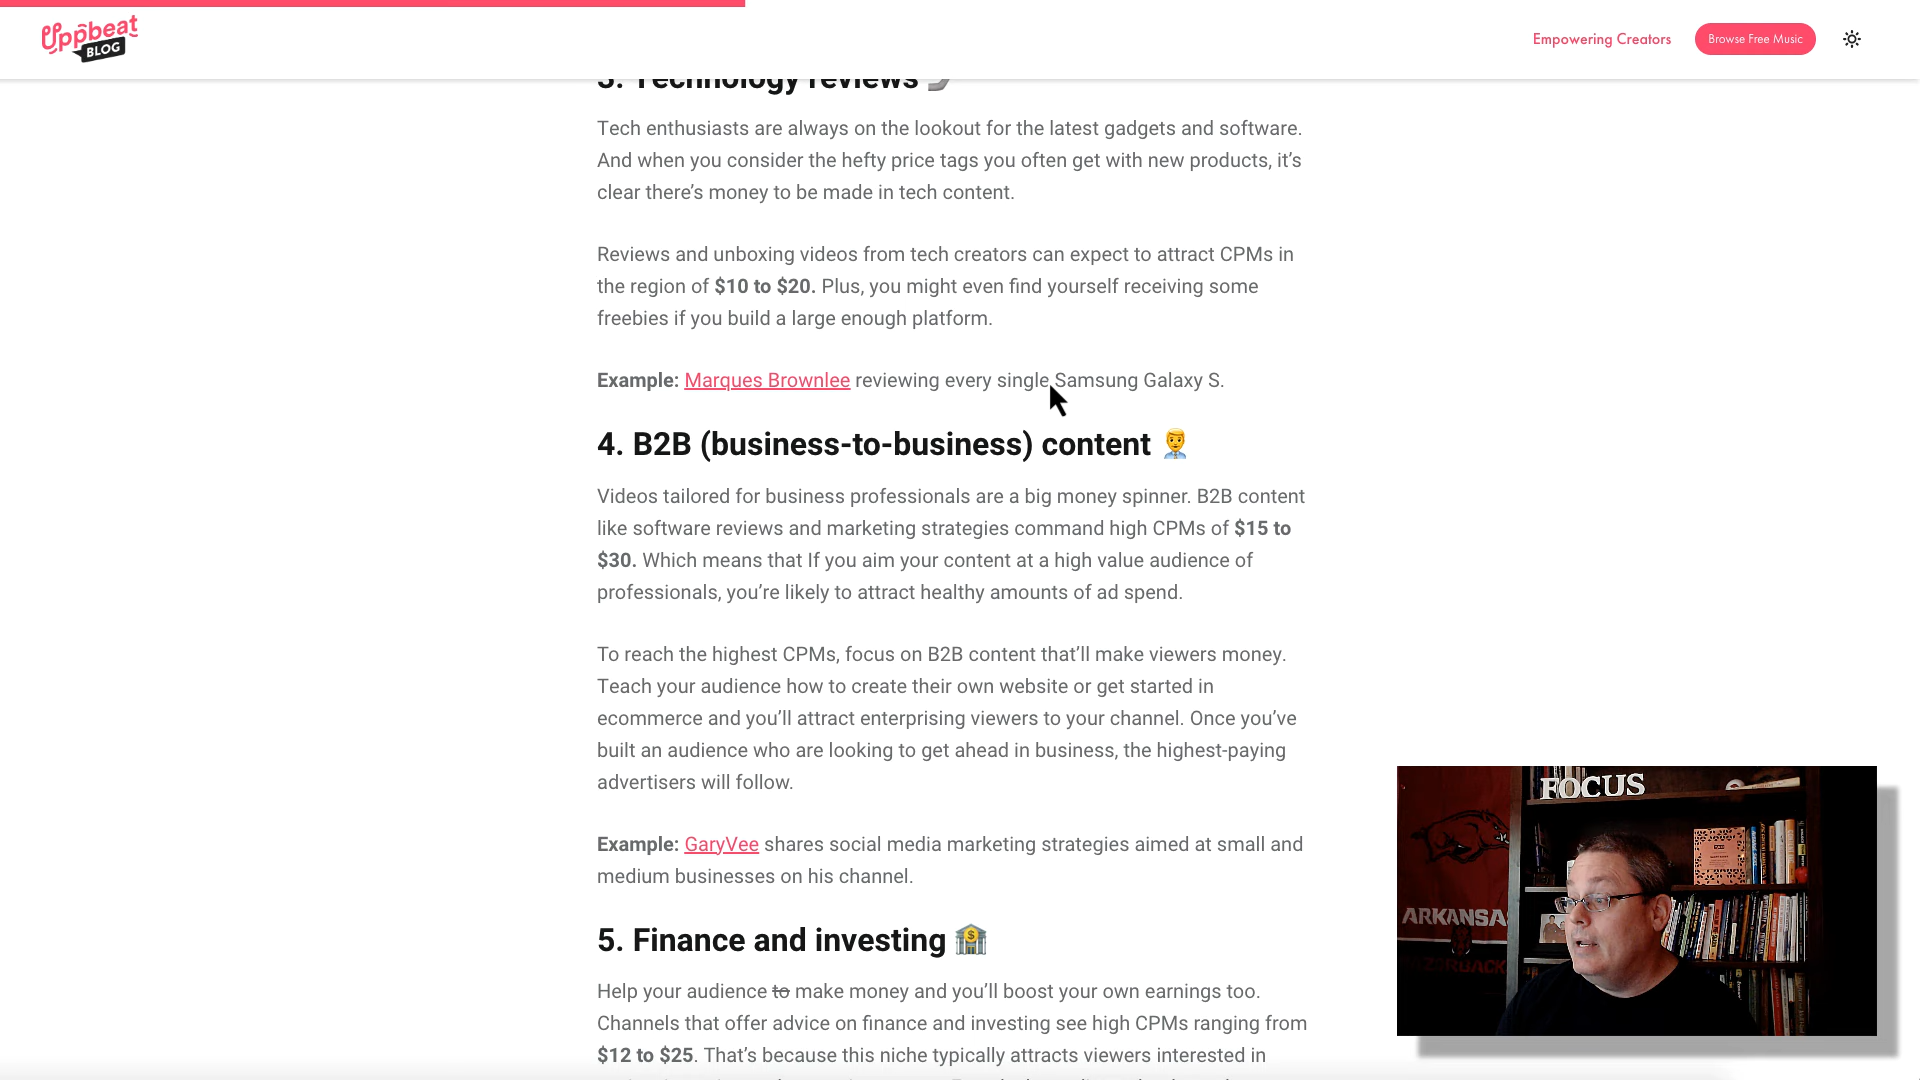 Uppbeat
BLOG
Empowering Creators
Browse Free Music
3. Technology reviews
Tech enthusiasts are always on the lookout for the latest gadgets and software.
And when you consider the hefty price tags you often get with new products, it’s
clear there’s money to be made in tech content.
Reviews and unboxing videos from tech creators can expect to attract CPMs in
the region of $10 to $20. Plus, you might even find yourself receiving some
freebies if you build a large enough platform.
Example: Marques Brownlee reviewing every single Samsung Galaxy S.
4. B2B (business-to-business) content 👨‍💼
Videos tailored for business professionals are a big money spinner. B2B content
like software reviews and marketing strategies command high CPMs of $15 to
$30. Which means that If you aim your content at a high value audience of
professionals, you’re likely to attract healthy amounts of ad spend.
To reach the highest CPMs, focus on B2B content that’ll make viewers money.
Teach your audience how to create their own website or get started in
ecommerce and you’ll attract enterprising viewers to your channel. Once you’ve
built an audience who are looking to get ahead in business, the highest-paying
advertisers will follow.
Example: GaryVee shares social media marketing strategies aimed at small and
medium businesses on his channel.
5. Finance and investing 🏦
Help your audience to make money and you’ll boost your own earnings too.
Channels that offer advice on finance and investing see high CPMs ranging from
$12 to $25. That’s because this niche typically attracts viewers interested in
FOCUS
ARKANSA
RAZORBACK